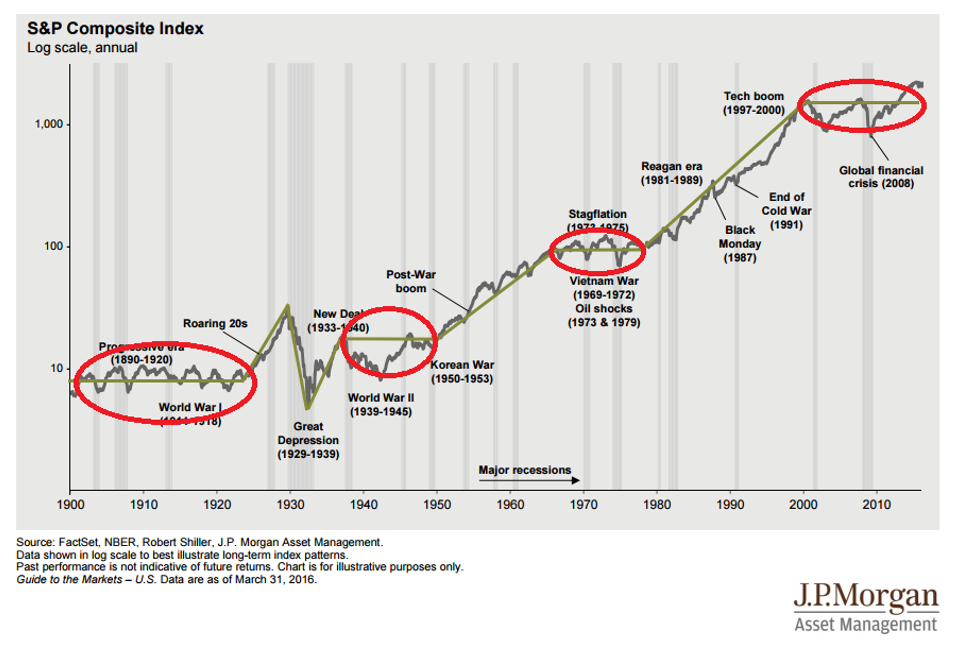 S&P Composite Index
Log scale, annual
Tech boom
(1997-2000)
1,000
Reagan era
(1981-1989)
Global financial
crisis (2008)
End of
Cold War
(1991)
Stagflation
(1973-1975)
Black
Monday
(1987)
100
Post-War
boom
Vietnam War
(1969-1972)
Oil shocks
(1973 & 1979)
New Deal
(1933-1940)
Roaring 20s
Progressive era
(1890-1920)
Korean War
(1950-1953)
10
World War I
(1914-1918)
World War II
(1939-1945)
Great
Depression
(1929-1939)
Major recessions
1900 1910 1920 1930 1940 1950 1960 1970 1980 1990 2000 2010
Source: FactSet, NBER, Robert Shiller, J.P. Morgan Asset Management.
Data shown in log scale to best illustrate long-term index patterns.
Past performance is not indicative of future returns. Chart is for illustrative purposes only.
Guide to the Markets – U.S. Data are as of March 31, 2016.
J.P.Morgan
Asset Management